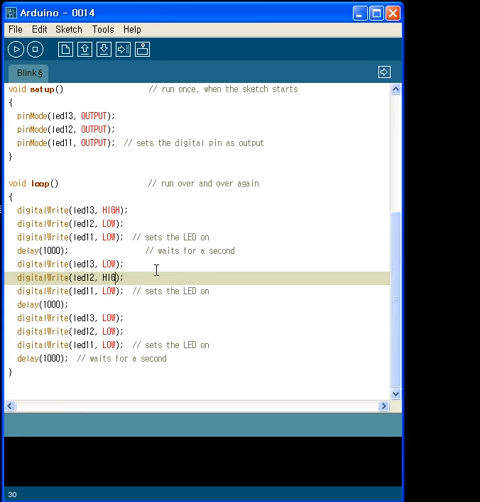 Arduino - 0014
File Edit Sketch Tools Help
Blink §
void setup() // run once, when the sketch starts
{
pinMode(led13, OUTPUT);
pinMode(led12, OUTPUT);
pinMode(led11, OUTPUT); // sets the digital pin as output
}
void loop() // run over and over again
{
digitalWrite(led13, HIGH);
digitalWrite(led12, LOW);
digitalWrite(led11, LOW); // sets the LED on
delay(1000); // waits for a second
digitalWrite(led13, LOW);
digitalWrite(led12, HIG);
digitalWrite(led11, LOW); // sets the LED on
delay(1000);
digitalWrite(led13, LOW);
digitalWrite(led12, LOW);
digitalWrite(led11, LOW); // sets the LED on
delay(1000); // waits for a second
}
30